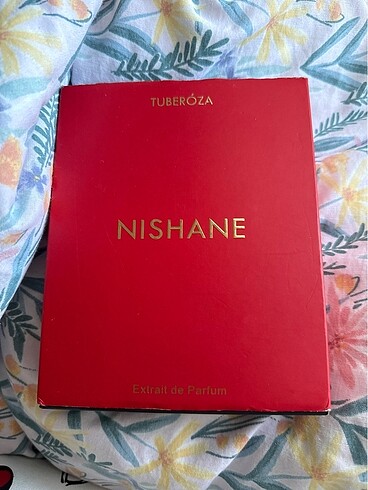 TUBERÓZA
NISHANE
Extrait de Parfum